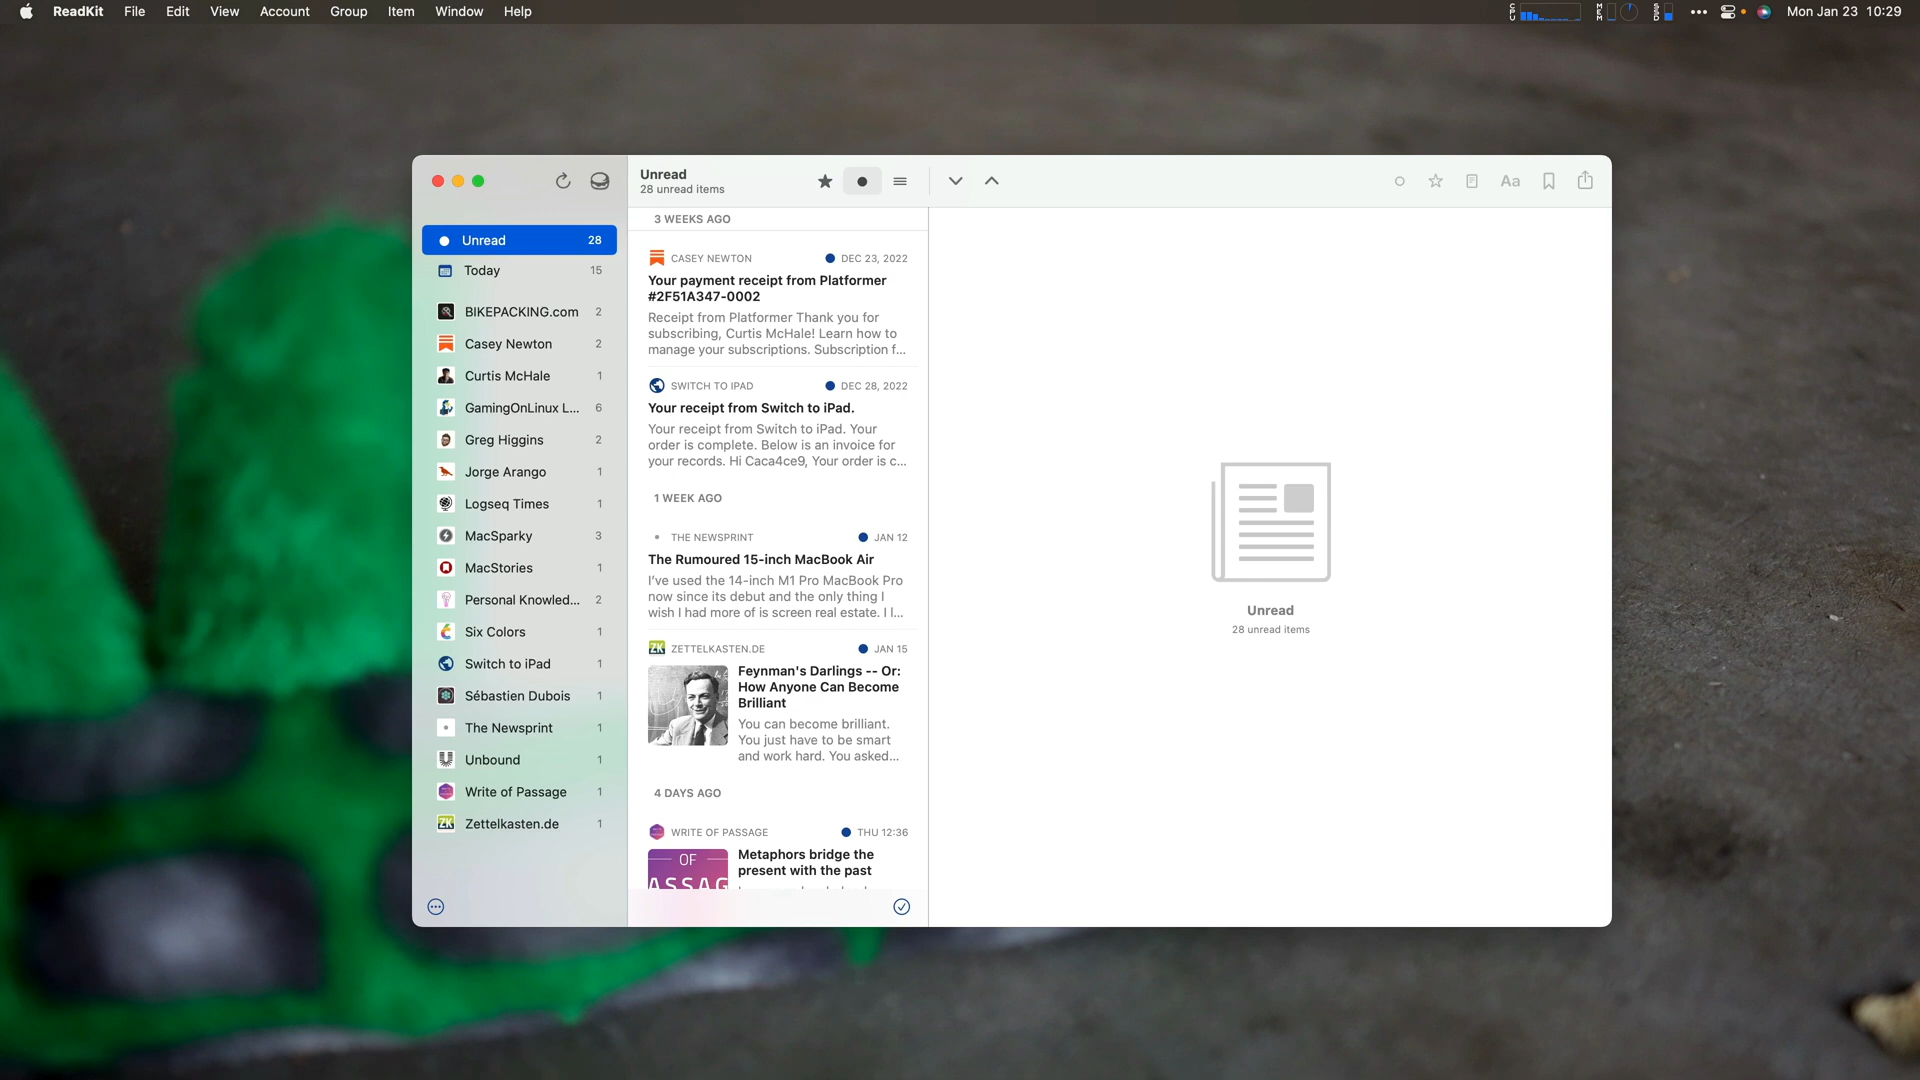 ReadKit File Edit View Account Group Item Window Help
CPU MEM SSD Mon Jan 23 10:29
Unread
28 unread items
Aa
Unread 28
Today 15
BIKEPACKING.com 2
Casey Newton 2
Curtis McHale 1
GamingOnLinux L... 6
Greg Higgins 2
Jorge Arango 1
Logseq Times 1
MacSparky 3
MacStories 1
Personal Knowled... 2
Six Colors 1
Switch to iPad 1
Sébastien Dubois 1
The Newsprint 1
Unbound 1
Write of Passage 1
ZK Zettelkasten.de 1
3 WEEKS AGO
CASEY NEWTON DEC 23, 2022
Your payment receipt from Platformer
#2F51A347-0002
Receipt from Platformer Thank you for
subscribing, Curtis McHale! Learn how to
manage your subscriptions. Subscription f...
SWITCH TO IPAD DEC 28, 2022
Your receipt from Switch to iPad.
Your receipt from Switch to iPad. Your
order is complete. Below is an invoice for
your records. Hi Caca4ce9, Your order is c...
1 WEEK AGO
THE NEWSPRINT JAN 12
The Rumoured 15-inch MacBook Air
I've used the 14-inch M1 Pro MacBook Pro
now since its debut and the only thing I
wish I had more of is screen real estate. I l...
ZK ZETTELKASTEN.DE JAN 15
Feynman's Darlings -- Or:
How Anyone Can Become
Brilliant
You can become brilliant.
You just have to be smart
and work hard. You asked...
4 DAYS AGO
WRITE OF PASSAGE THU 12:36
OF
ASSAG
Metaphors bridge the
present with the past
Unread
28 unread items